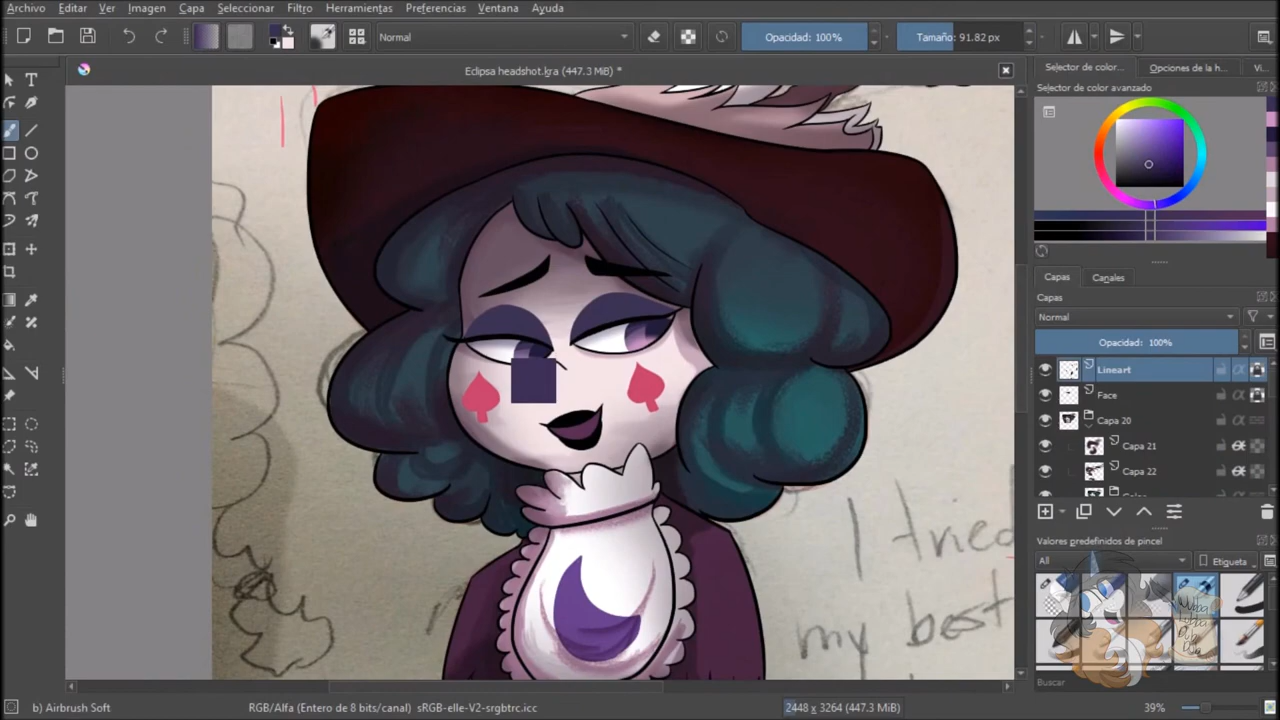 Archivo Editar Ver Imagen Capa Seleccionar Filtro Herramientas Preferencias Ventana Ayuda
Normal Opacidad: 100% Tamaño: 91.82 px
Eclipsa headshot.kra (447.3 MiB) *
Selector de color... Opciones de la h... Vi...
Selector de color avanzado
Capas Canales
Capas
Normal
Opacidad: 100%
Lineart
Face
Capa 20
Capa 21
Capa 22
I tried
my best
Valores predefinidos de pincel
All Etiqueta
Buscar
b) Airbrush Soft RGB/Alfa (Entero de 8 bits/canal) sRGB-elle-V2-srgbtrc.icc 2448 x 3264 (447.3 MiB) 39%